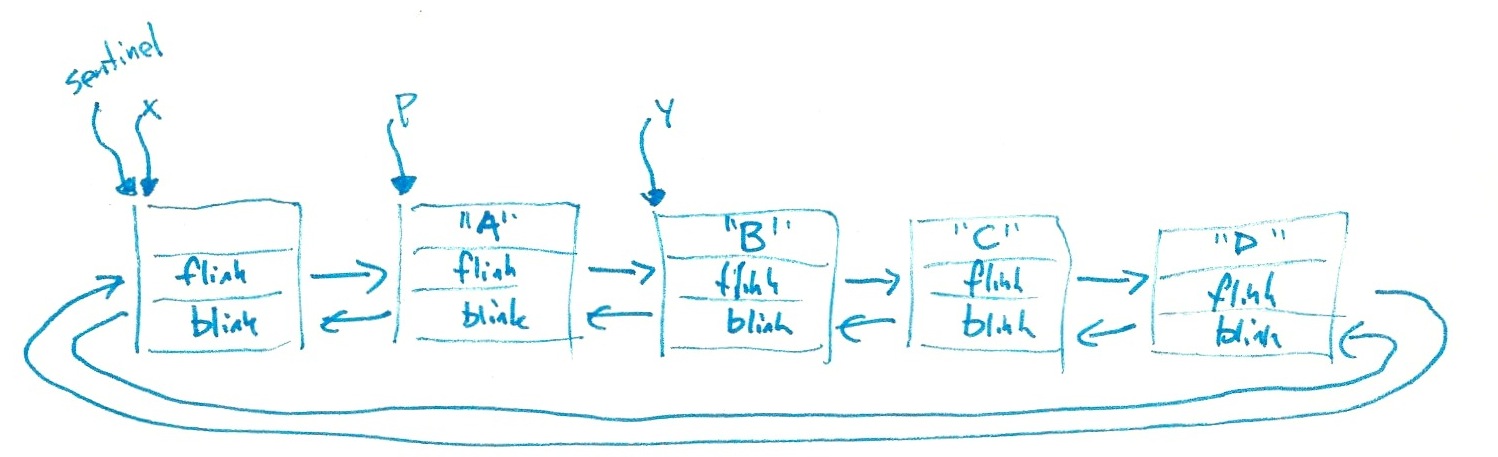 sentinel
X
P
Y
"A"
"B"
"C"
"D"
flink
flink
flink
flink
flink
blink
blink
blink
blink
blink